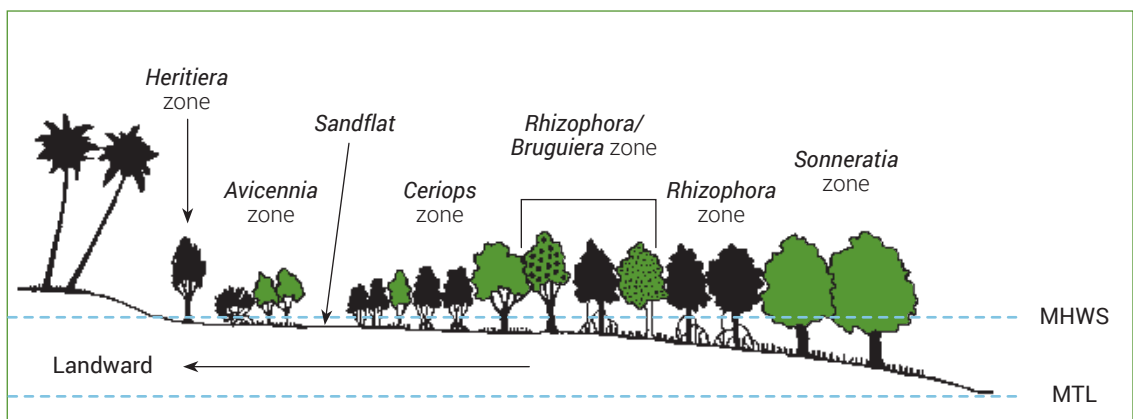 Heritiera
zone
Sandflat
Rhizophora/
Bruguiera zone
Sonneratia
zone
Avicennia
zone
Ceriops
zone
Rhizophora
zone
MHWS
Landward
MTL